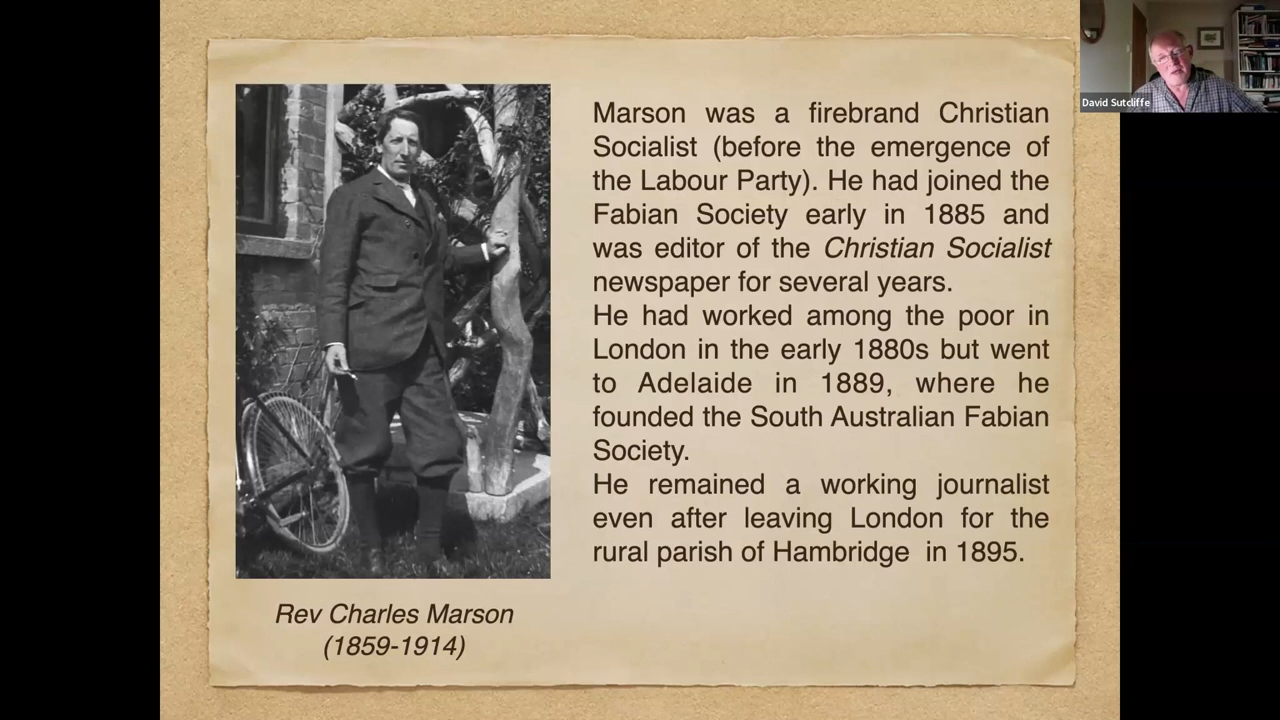 David Sutcliffe
Marson was a firebrand Christian
Socialist (before the emergence of
the Labour Party). He had joined the
Fabian Society early in 1885 and
was editor of the Christian Socialist
newspaper for several years.
He had worked among the poor in
London in the early 1880s but went
to Adelaide in 1889, where he
founded the South Australian Fabian
Society.
He remained a working journalist
even after leaving London for the
rural parish of Hambridge in 1895.
Rev Charles Marson
(1859-1914)